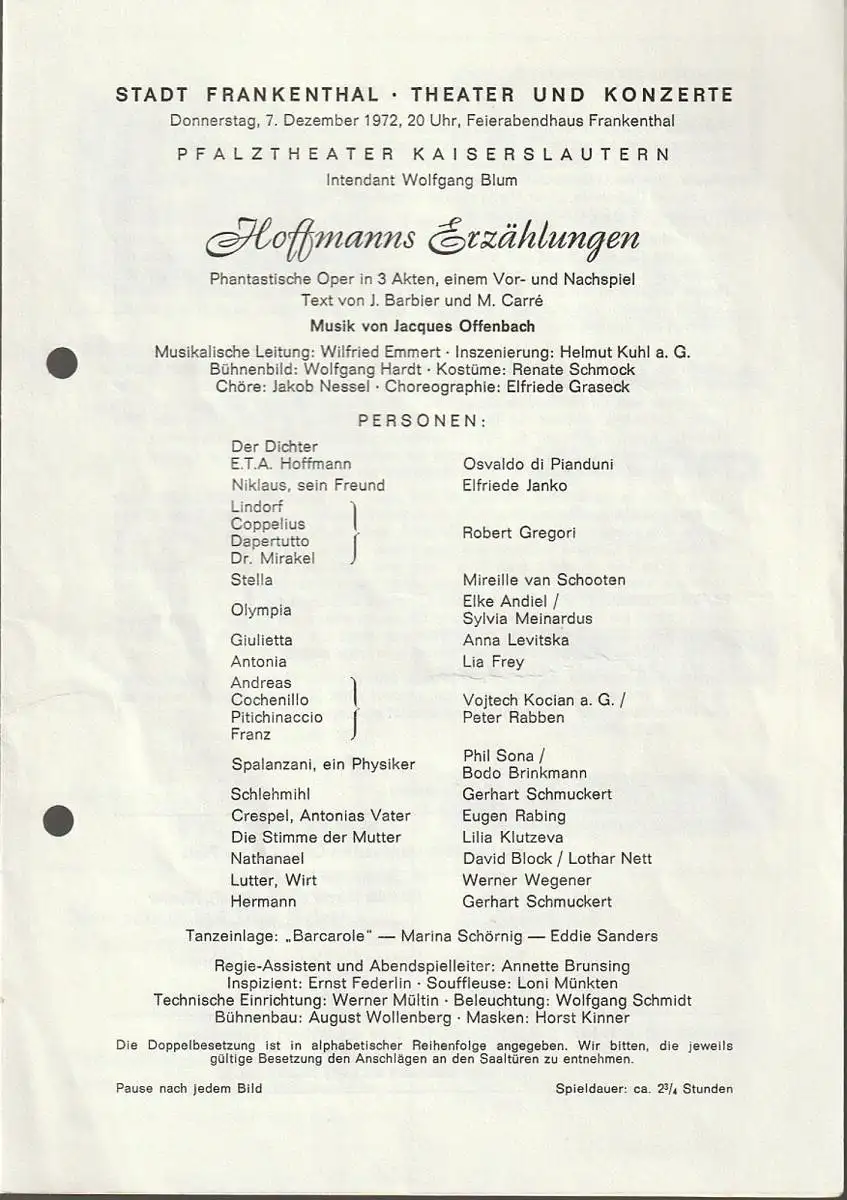 STADT FRANKENTHAL · THEATER UND KONZERTE
Donnerstag, 7. Dezember 1972, 20 Uhr, Feierabendhaus Frankenthal
PFALZTHEATER KAISERSLAUTERN
Intendant Wolfgang Blum
Hoffmanns Erzählungen
Phantastische Oper in 3 Akten, einem Vor- und Nachspiel
Text von J. Barbier und M. Carré
Musik von Jacques Offenbach
Musikalische Leitung: Wilfried Emmert · Inszenierung: Helmut Kuhl a. G.
Bühnenbild: Wolfgang Hardt · Kostüme: Renate Schmock
Chöre: Jakob Nessel · Choreographie: Elfriede Graseck
PERSONEN:
Der Dichter
E.T.A. Hoffmann Osvaldo di Pianduni
Niklaus, sein Freund Elfriede Janko
Lindorf
Coppelius
Dapertutto
Dr. Mirakel
Robert Gregori
Stella Mireille van Schooten
Olympia
Elke Andiel /
Sylvia Meinardus
Giulietta Anna Levitska
Antonia Lia Frey
Andreas
Cochenillo
Pitichinaccio
Franz
Vojtech Kocian a. G. /
Peter Rabben
Spalanzani, ein Physiker
Phil Sona /
Bodo Brinkmann
Schlehmihl Gerhart Schmuckert
Crespel, Antonias Vater Eugen Rabing
Die Stimme der Mutter Lilia Klutzeva
Nathanael David Block / Lothar Nett
Lutter, Wirt Werner Wegener
Hermann Gerhart Schmuckert
Tanzeinlage: „Barcarole" — Marina Schörnig — Eddie Sanders
Regie-Assistent und Abendspielleiter: Annette Brunsing
Inspizient: Ernst Federlin · Souffleuse: Loni Münkten
Technische Einrichtung: Werner Mültin · Beleuchtung: Wolfgang Schmidt
Bühnenbau: August Wollenberg · Masken: Horst Kinner
Die Doppelbesetzung ist in alphabetischer Reihenfolge angegeben. Wir bitten, die jeweils
gültige Besetzung den Anschlägen an den Saaltüren zu entnehmen.
Pause nach jedem Bild Spieldauer: ca. 2³/₄ Stunden